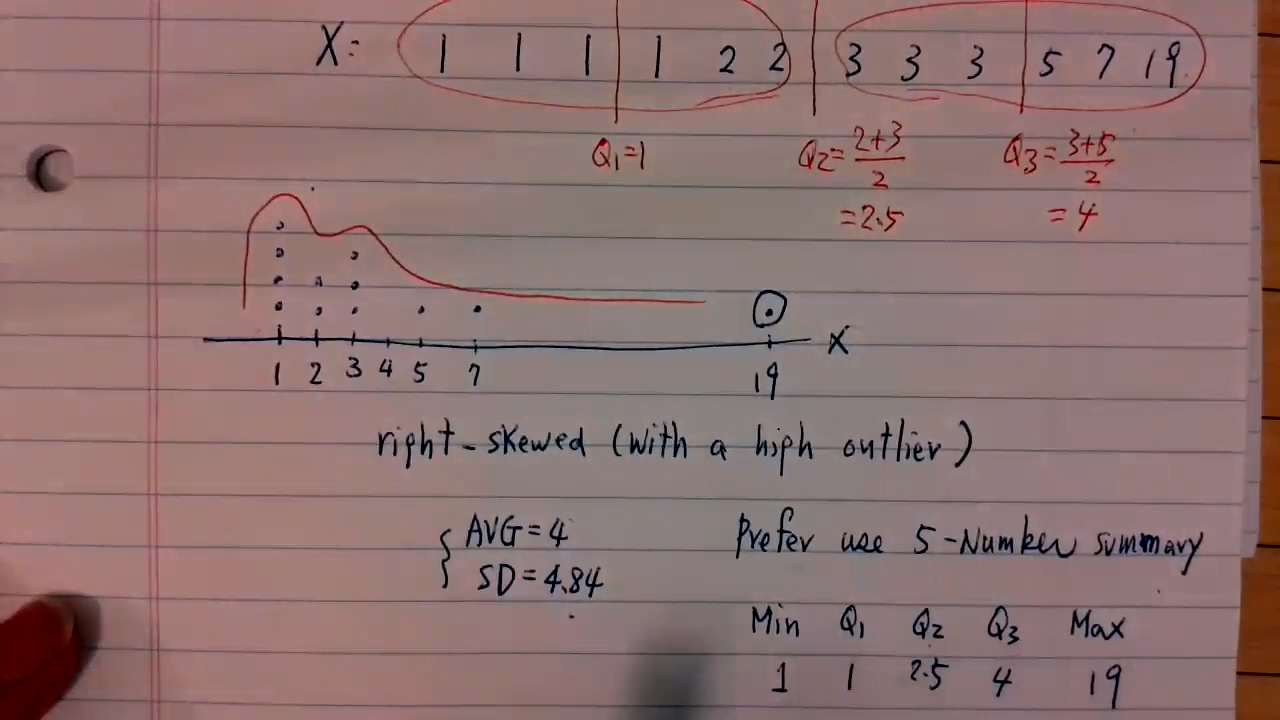 X: 1 1 1 1 2 2 3 3 3 5 7 19
Q1=1 Q2=2+3/2 Q3=3+5/2
=2.5 =4
X
1 2 3 4 5 7 19
right-skewed (with a high outlier)
AVG=4 Prefer use 5-Number summary
SD=4.84
Min Q1 Q2 Q3 Max
1 1 2.5 4 19